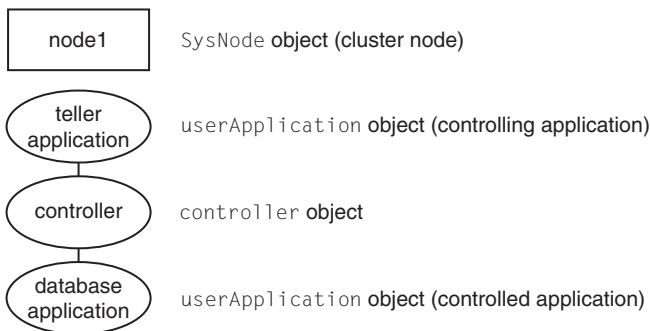 node1 SysNode object (cluster node)
teller
application
userApplication object (controlling application)
controller controller object
database
application
userApplication object (controlled application)